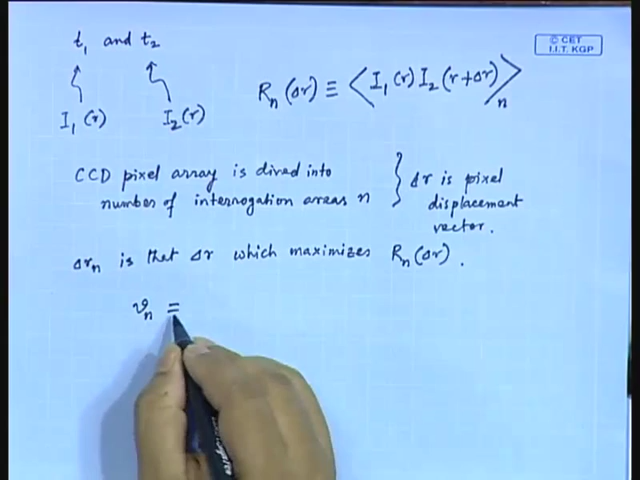 t₁ and t₂
© CET
I.I.T. KGP
I₁(r) I₂(r)
Rₙ(Δr) ≡ ⟨I₁(r) I₂(r+Δr)⟩ₙ
CCD pixel array is dived into
number of interrogation areas n
} Δr is pixel
displacement
vector.
Δrₙ is that Δr which maximizes Rₙ(Δr).
vₙ =